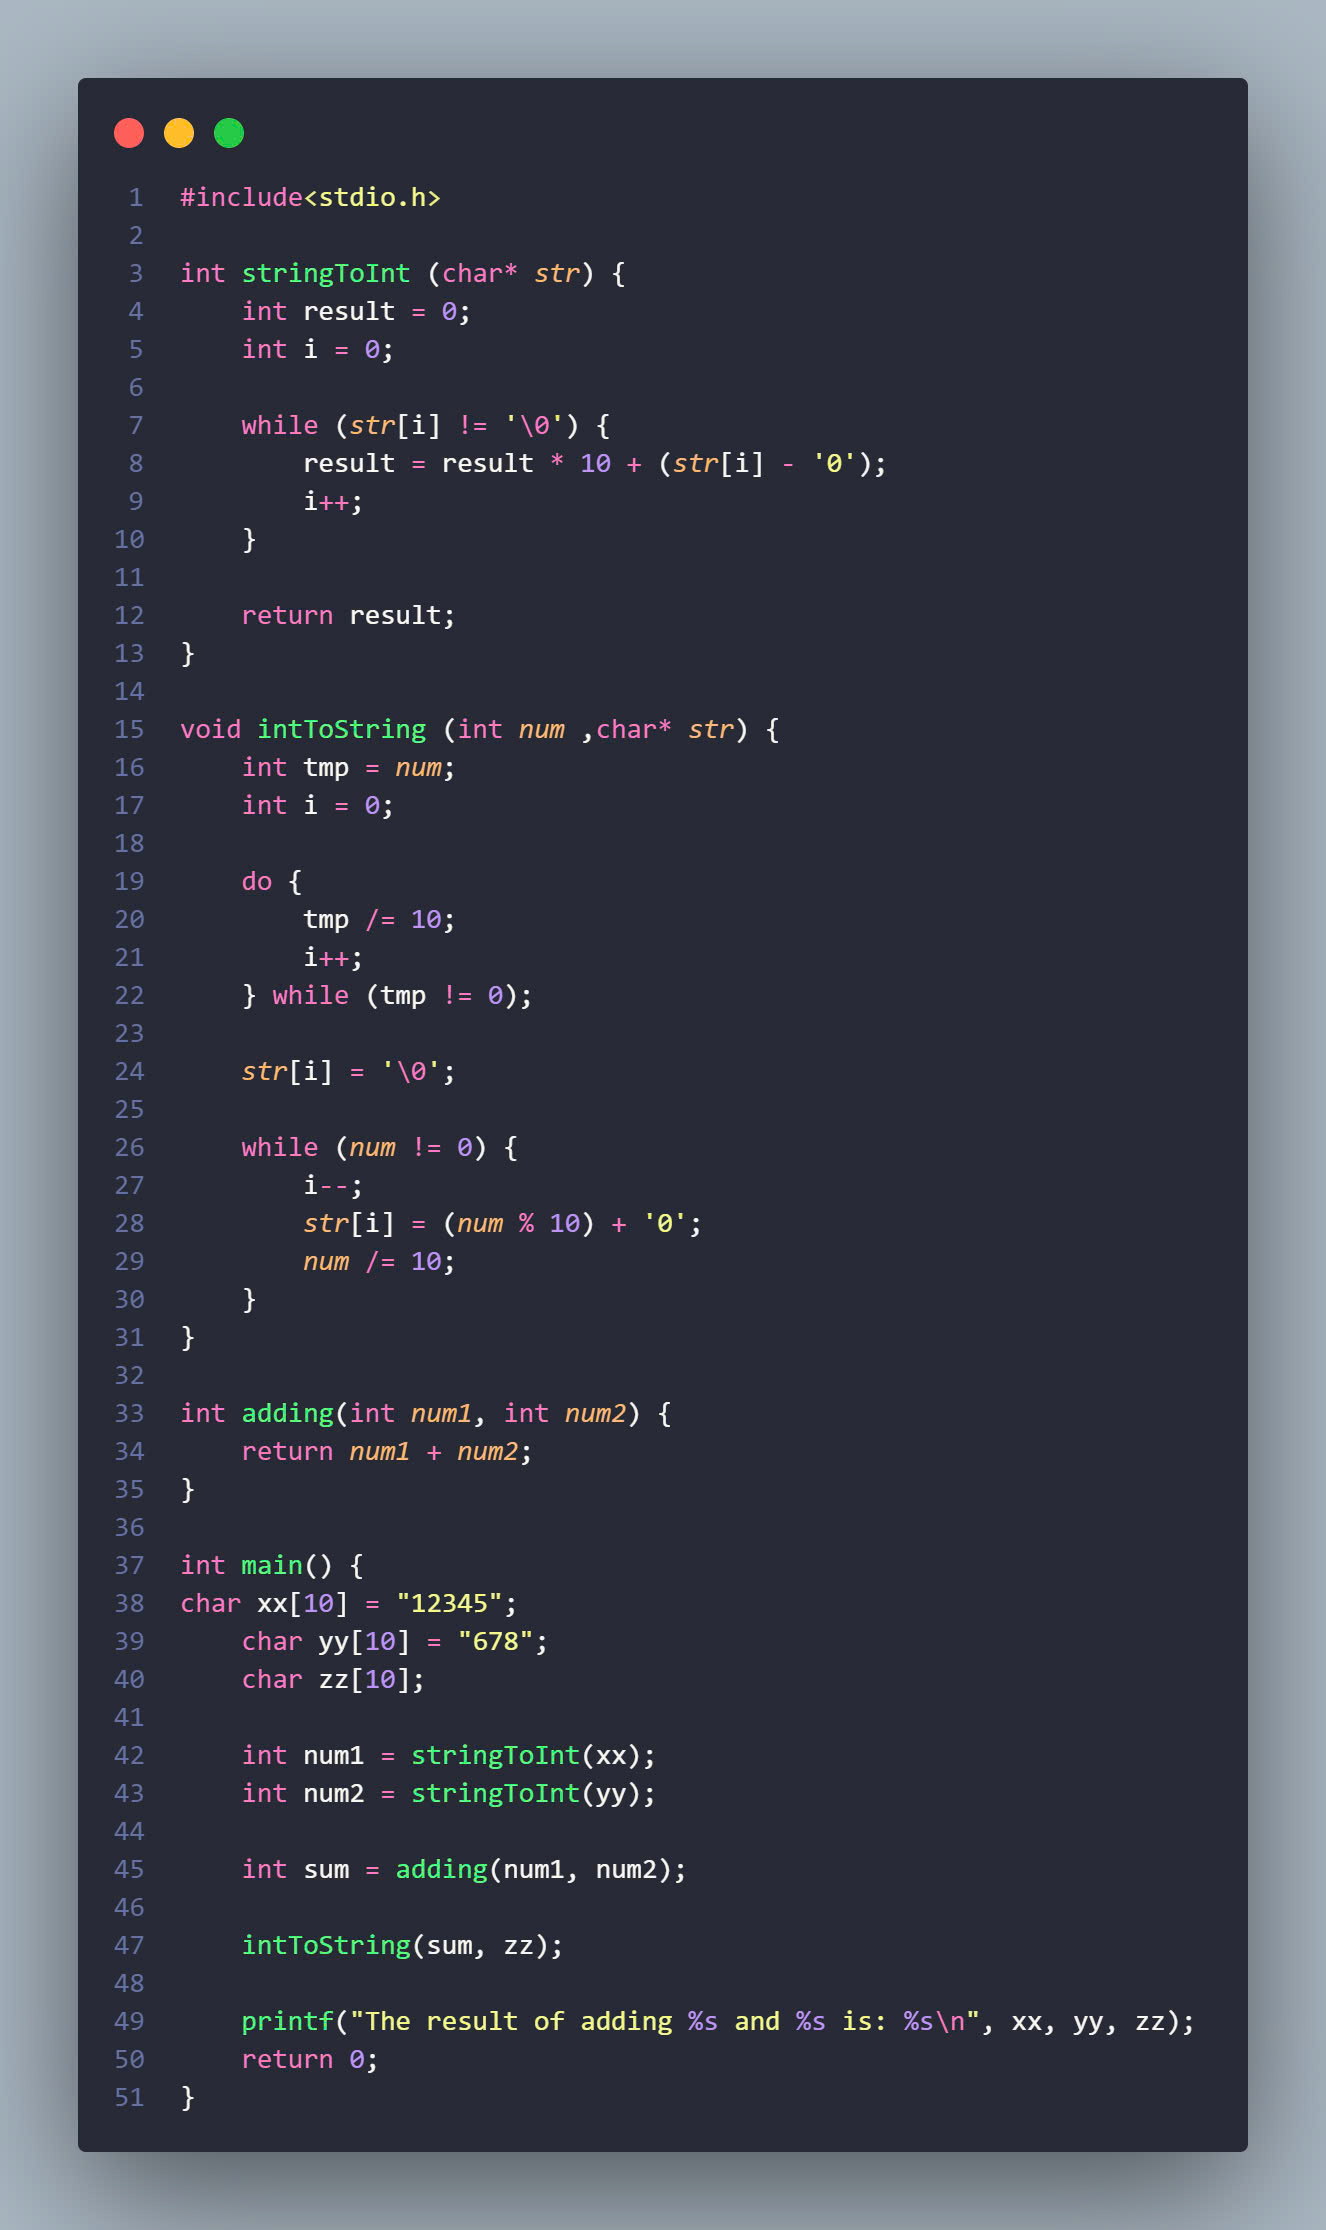 1 #include<stdio.h>
2
3 int stringToInt (char* str) {
4     int result = 0;
5     int i = 0;
6
7     while (str[i] != '\0') {
8         result = result * 10 + (str[i] - '0');
9         i++;
10     }
11
12     return result;
13 }
14
15 void intToString (int num ,char* str) {
16     int tmp = num;
17     int i = 0;
18
19     do {
20         tmp /= 10;
21         i++;
22     } while (tmp != 0);
23
24     str[i] = '\0';
25
26     while (num != 0) {
27         i--;
28         str[i] = (num % 10) + '0';
29         num /= 10;
30     }
31 }
32
33 int adding(int num1, int num2) {
34     return num1 + num2;
35 }
36
37 int main() {
38 char xx[10] = "12345";
39     char yy[10] = "678";
40     char zz[10];
41
42     int num1 = stringToInt(xx);
43     int num2 = stringToInt(yy);
44
45     int sum = adding(num1, num2);
46
47     intToString(sum, zz);
48
49     printf("The result of adding %s and %s is: %s\n", xx, yy, zz);
50     return 0;
51 }